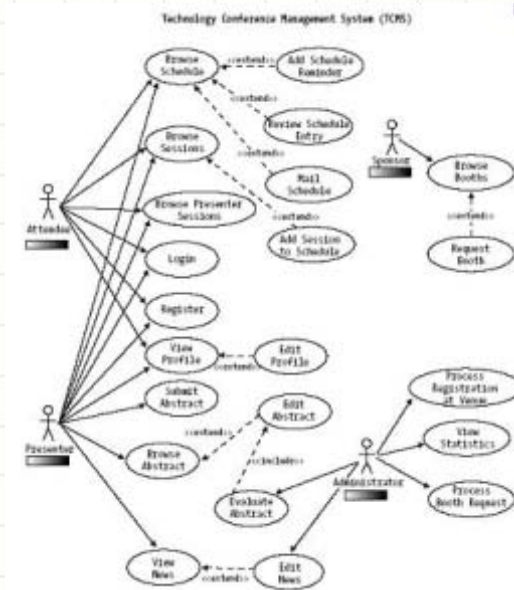 Technology Conference Management System (TCMS)
Browse
Schedule
<<extend>>
Add Schedule
Reminder
<<extend>>
Review Schedule
Entry
Browse
Sessions
Sponsor
Browse
Booths
<<extend>>
Mail
Schedule
Browse Presenter
Sessions
<<extend>>
Attendee
Add Session
to Schedule
<<extend>>
Request
Booth
Login
Register
View
Profile
<<extend>>
Edit
Profile
Submit
Abstract
Edit
Abstract
Process
Registration
at Venue
Presenter
<<extend>>
Browse
Abstract
<<include>>
View
Statistics
Administrator
Evaluate
Abstract
Process
Booth Request
View
News
<<extend>>
Edit
News